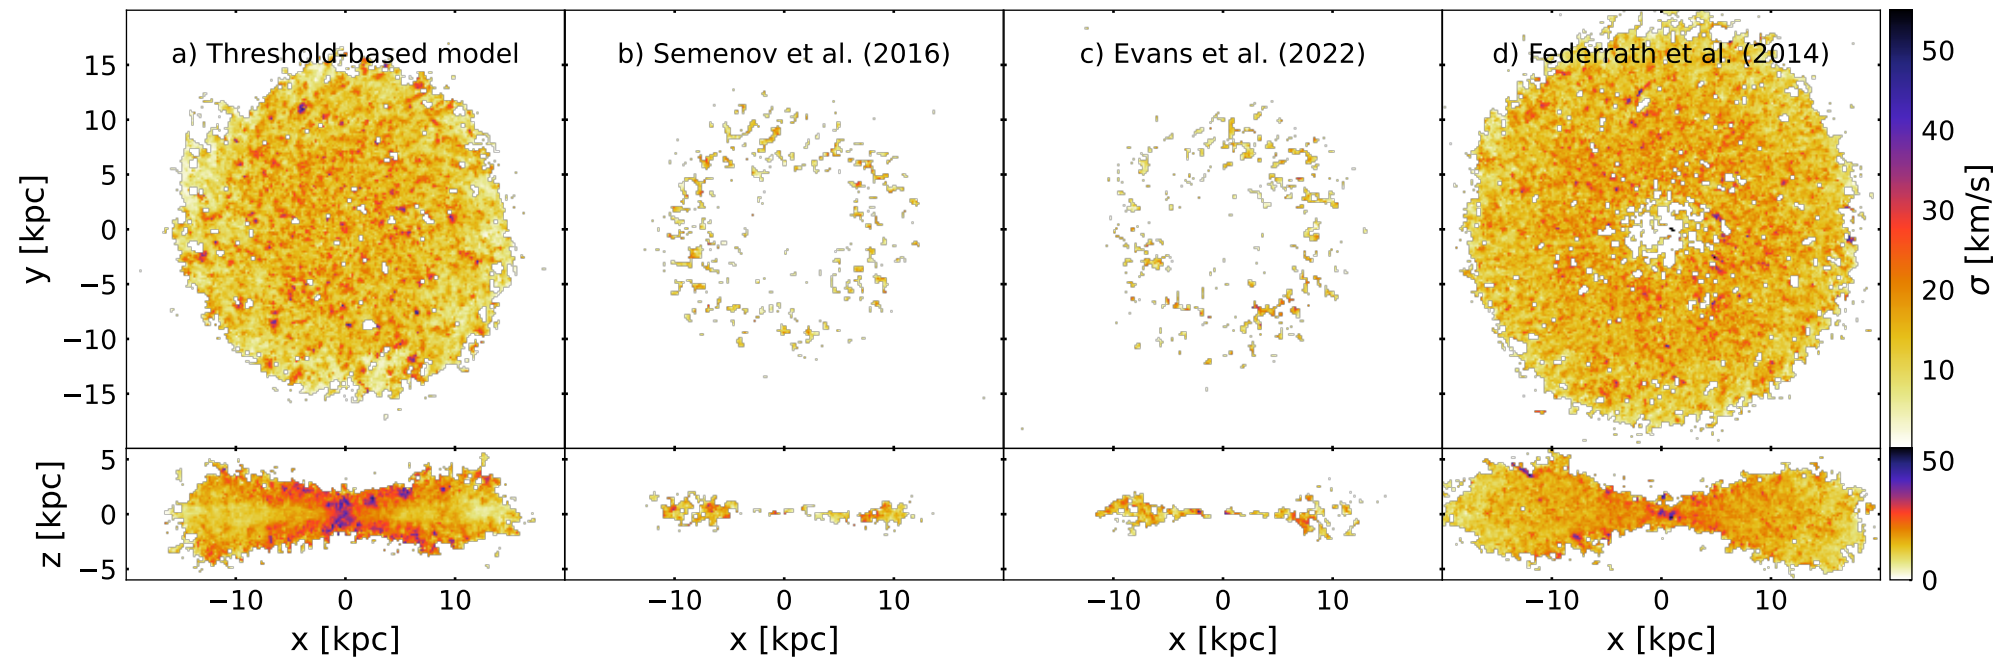 a) Threshold-based model
b) Semenov et al. (2016)
c) Evans et al. (2022)
d) Federrath et al. (2014)
15
10
5
0
−5
−10
−15
y [kpc]
50
40
30
20
10
σ [km/s]
5
0
−5
z [kpc]
50
0
−10 0 10
−10 0 10
−10 0 10
−10 0 10
x [kpc]
x [kpc]
x [kpc]
x [kpc]